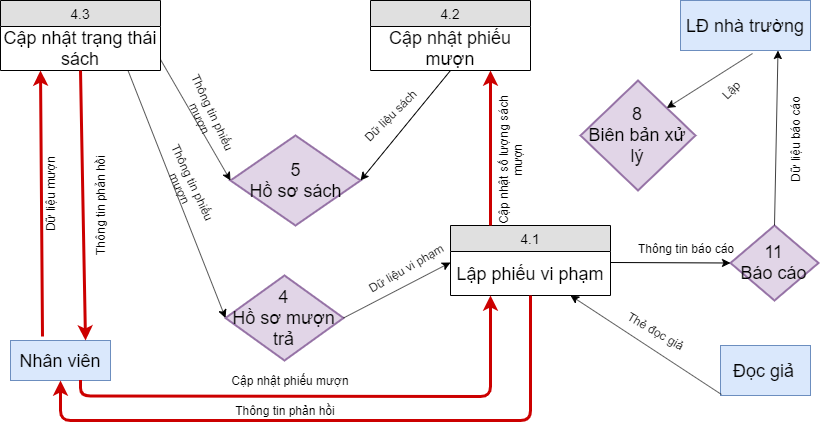 4.3
Cập nhật trạng thái
sách
4.2
Cập nhật phiếu
mượn
LĐ nhà trường
Lập
8
Biên bản xử
lý
Thông tin phiếu
mượn
Dữ liệu sách
Cập nhật số lượng sách
mượn
Dữ liệu báo cáo
Dữ liệu mượn
Thông tin phản hồi
Thông tin phiếu
mượn
5
Hồ sơ sách
4.1
Lập phiếu vi phạm
Thông tin báo cáo
11
Báo cáo
Dữ liệu vi phạm
4
Hồ sơ mượn
trả
Thẻ đọc giả
Nhân viên
Đọc giả
Cập nhật phiếu mượn
Thông tin phản hồi